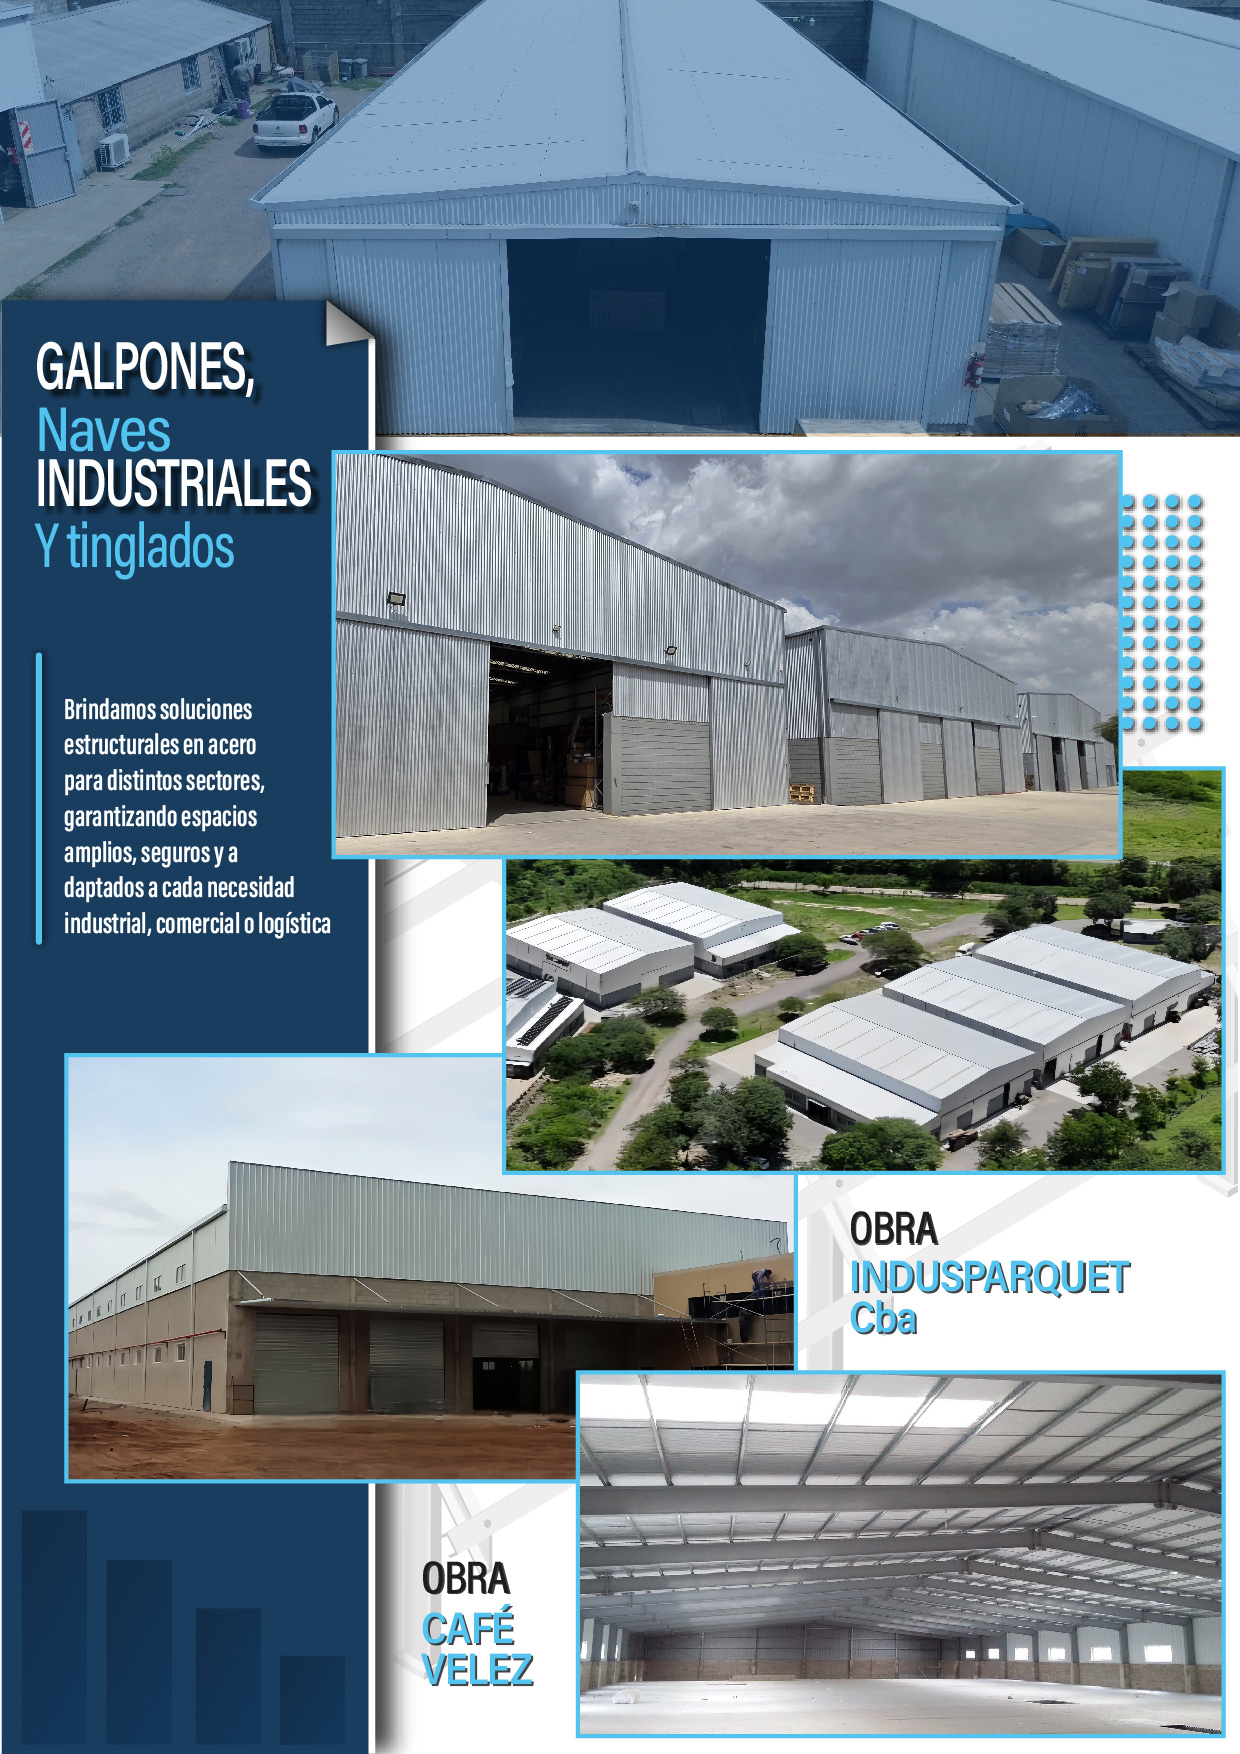 GALPONES,
Naves
INDUSTRIALES
Y tinglados
Brindamos soluciones
estructurales en acero
para distintos sectores,
garantizando espacios
amplios, seguros y a
daptados a cada necesidad
industrial, comercial o logística
OBRA
INDUSPARQUET
Cba
OBRA
CAFÉ
VELEZ